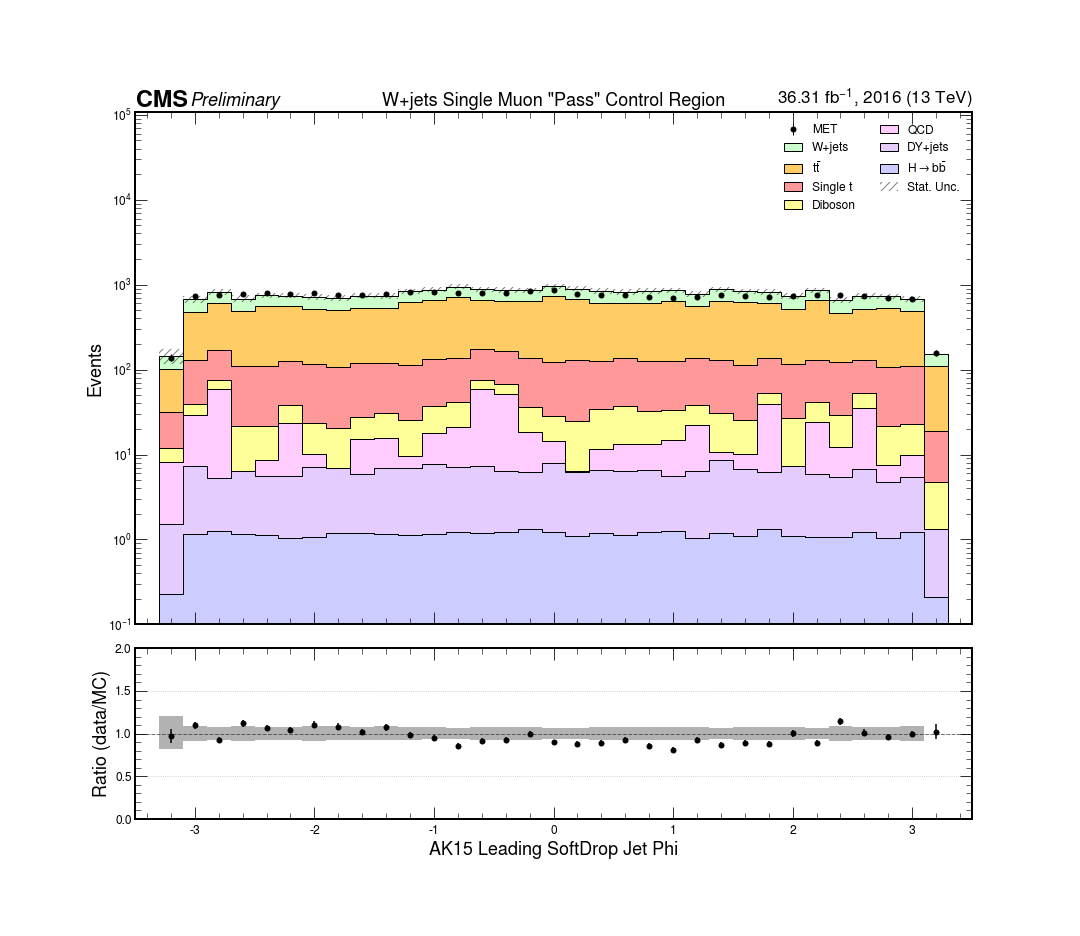 CMS Preliminary W+jets Single Muon "Pass" Control Region 36.31 fb⁻¹, 2016 (13 TeV)
10⁵
10⁴
10³
10²
10¹
10⁰
10⁻¹
Events
MET
W+jets
tt̄
Single t
Diboson
QCD
DY+jets
H→bb̄
Stat. Unc.
2.0
1.5
1.0
0.5
0.0
Ratio (data/MC)
-3 -2 -1 0 1 2 3
AK15 Leading SoftDrop Jet Phi